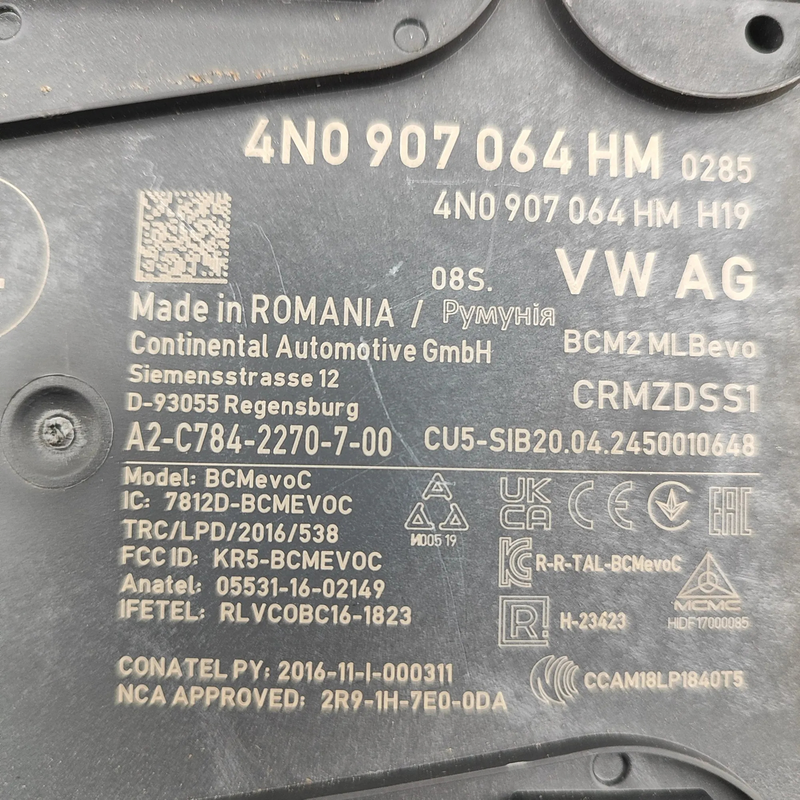 4N0 907 064 HM 0285
4N0 907 064 HM H19
08S. VW AG
Made in ROMANIA / Румунія
Continental Automotive GmbH BCM2 MLBevo
Siemensstrasse 12
D-93055 Regensburg CRMZDSS1
A2-C784-2270-7-00 CU5-SIB20.04.2450010648
Model: BCMevoC
IC: 7812D-BCMEVOC
TRC/LPD/2016/538
FCC ID: KR5-BCMEVOC
Anatel: 05531-16-02149
IFETEL: RLVCOBC16-1823
И005 19
UK CA CE EAC
R-R-TAL-BCMevoC
MCMC
HIDF17000085
R H-23423
CONATEL PY: 2016-11-I-000311
NCA APPROVED: 2R9-1H-7E0-0DA
CCAM18LP1840T5